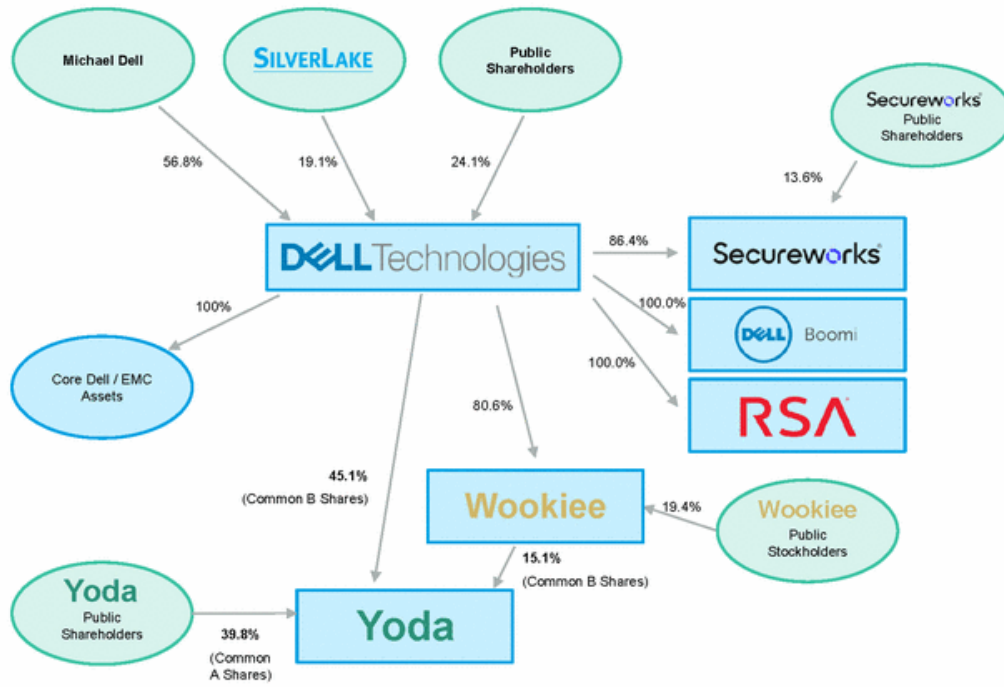 Michael Dell
SILVERLAKE
Public
Shareholders
Secureworks
Public
Shareholders
56.8%
19.1%
24.1%
13.6%
DELL Technologies
86.4%
Secureworks
100%
100.0%
DELL Boomi
Core Dell / EMC
Assets
100.0%
RSA
80.6%
45.1%
(Common B Shares)
Wookiee
19.4%
Wookiee
Public
Stockholders
15.1%
(Common B Shares)
Yoda
Public
Shareholders
39.8%
(Common
A Shares)
Yoda